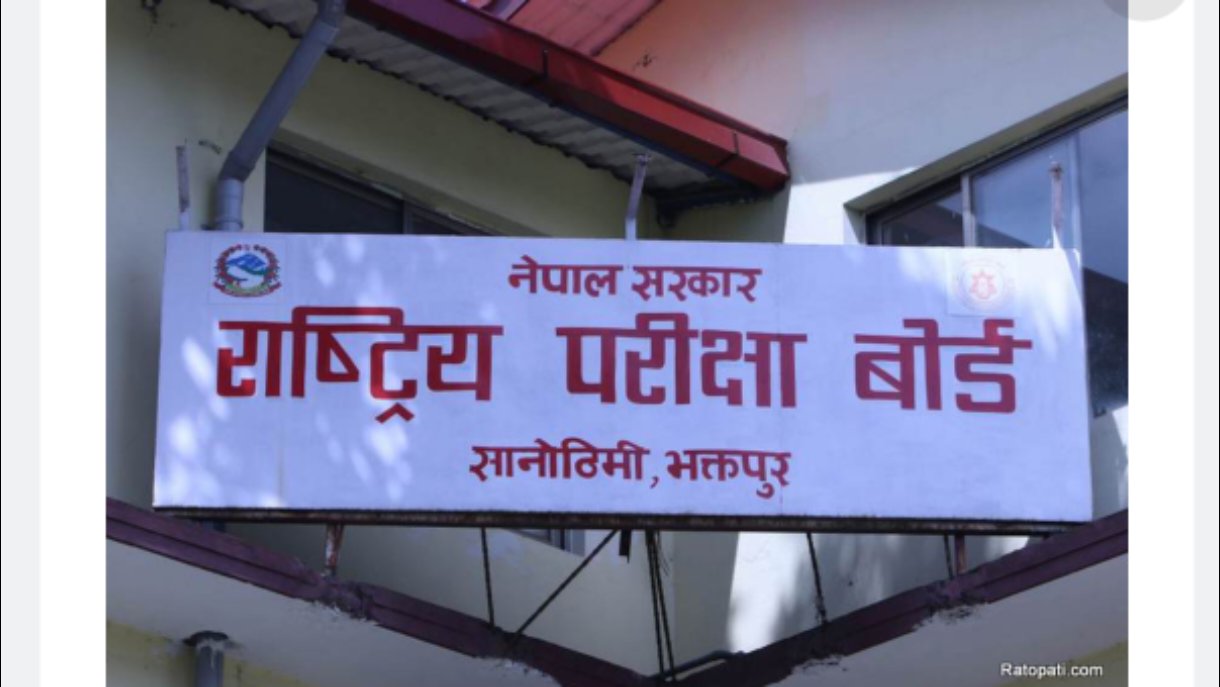 नेपाल सरकार
राष्ट्रिय परीक्षा बोर्ड
सानोठिमी, भक्तपुर
Ratopati.com